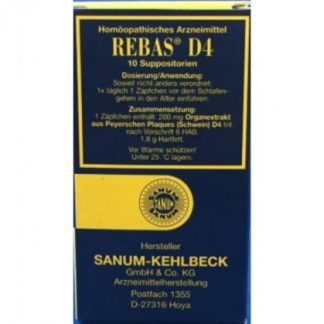 Homöopathisches Arzneimittel
REBAS® D4
10 Suppositorien
Dosierung/Anwendung:
Soweit nicht anders verordnet:
1x täglich 1 Zäpfchen vor dem Schlafen-
gehen in den After einführen.
Zusammensetzung:
1 Zäpfchen enthält: 200 mg Organextrakt
aus Peyerschen Plaques (Schwein) D4 trit.
nach Vorschrift 6 HAB.
1,8 g Hartfett.
Vor Wärme schützen!
Unter 25 °C lagern.
SANUM
SANUM
SANUM
Hersteller
SANUM-KEHLBECK
GmbH & Co. KG
Arzneimittelherstellung
Postfach 1355
D-27316 Hoya